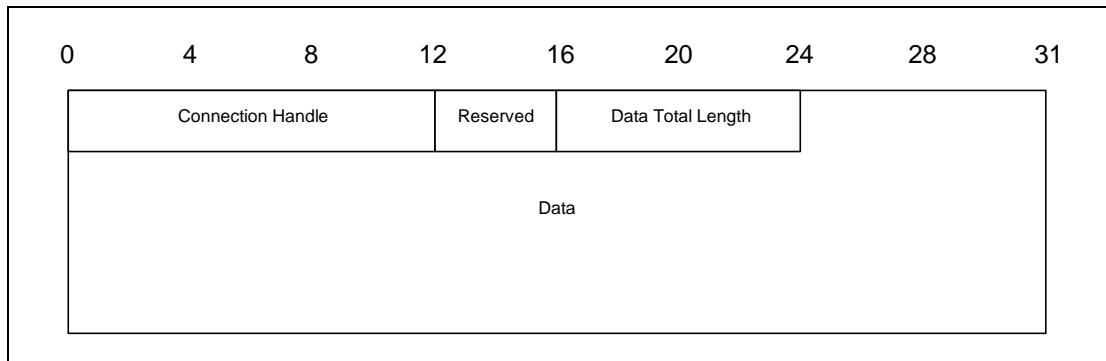 0 4 8 12 16 20 24 28 31
Connection Handle Reserved Data Total Length
Data